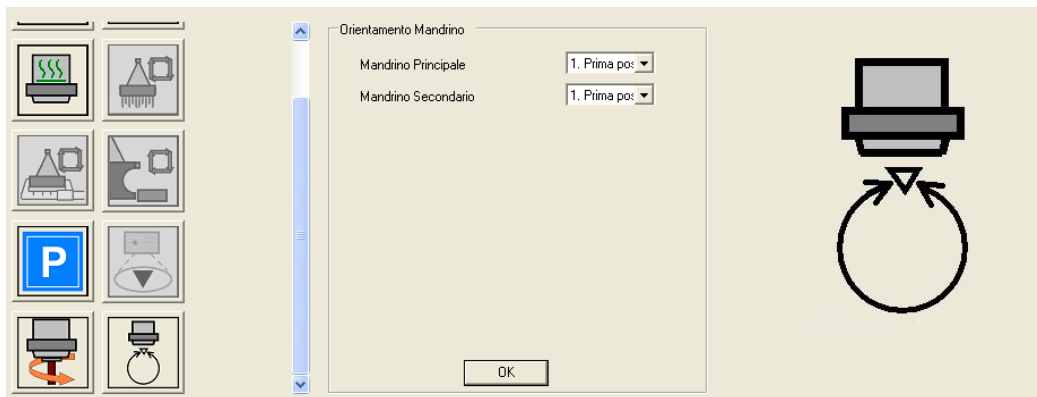 Orientamento Mandrino
Mandrino Principale
1. Prima pos
Mandrino Secondario
1. Prima pos
P
OK